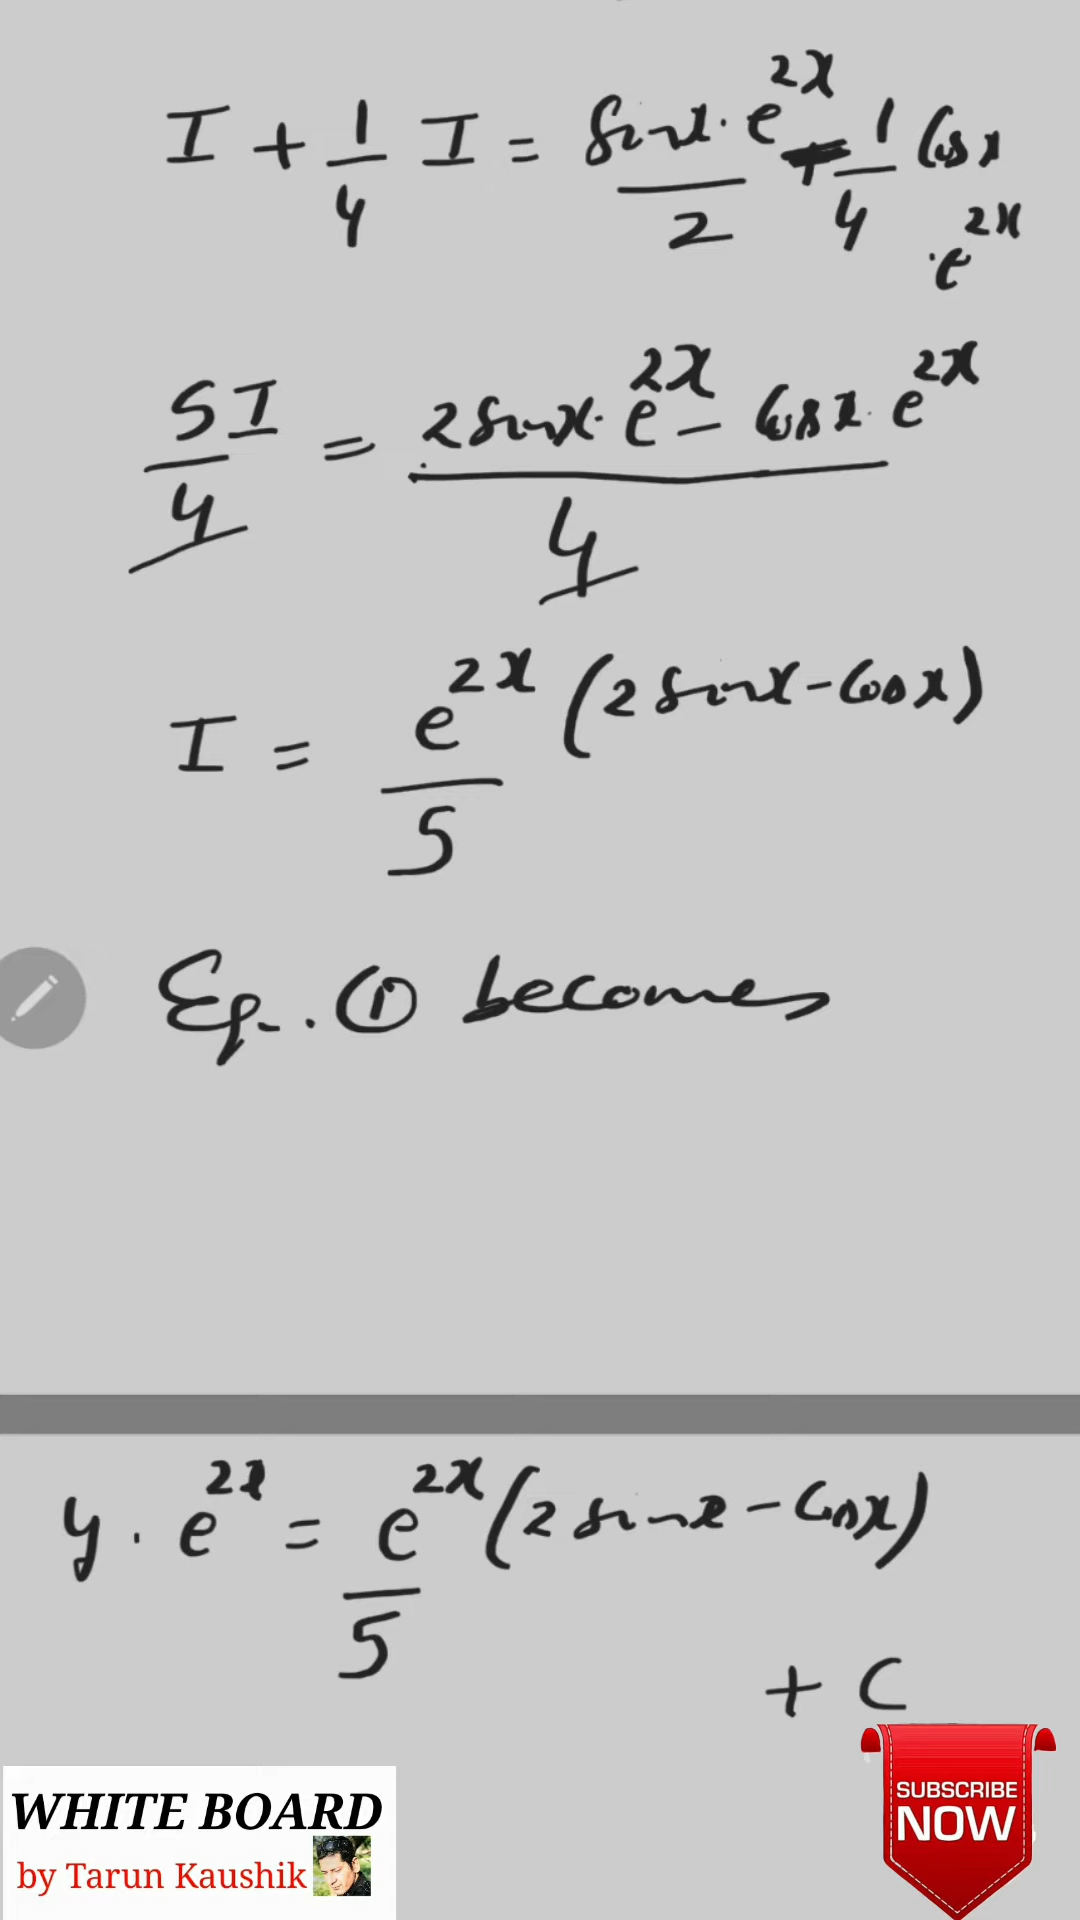 I + 1/4 I = sinx·e^2x/2 + 1/4 Cosx
·e^2x
5I/4 = 2sinx·e^2x - Cosx·e^2x/4
I = e^2x/5 (2sinx-Cosx)
Eq. ① becomes
y·e^2x = e^2x/5 (2sinx-Cosx)
+ C
SUBSCRIBE
NOW
WHITE BOARD
by Tarun Kaushik